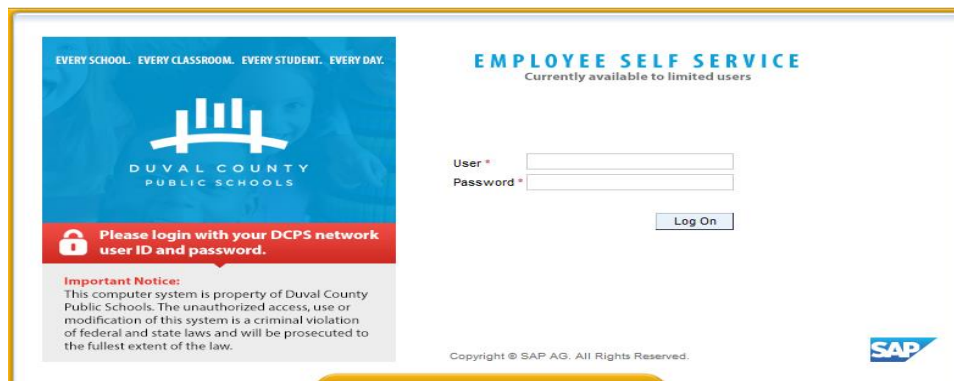 EVERY SCHOOL. EVERY CLASSROOM. EVERY STUDENT. EVERY DAY.
DUVAL COUNTY
PUBLIC SCHOOLS
Please login with your DCPS network
user ID and password.
Important Notice:
This computer system is property of Duval County
Public Schools. The unauthorized access, use or
modification of this system is a criminal violation
of federal and state laws and will be prosecuted to
the fullest extent of the law.
EMPLOYEE SELF SERVICE
Currently available to limited users
User *
Password *
Log On
Copyright © SAP AG. All Rights Reserved.
SAP